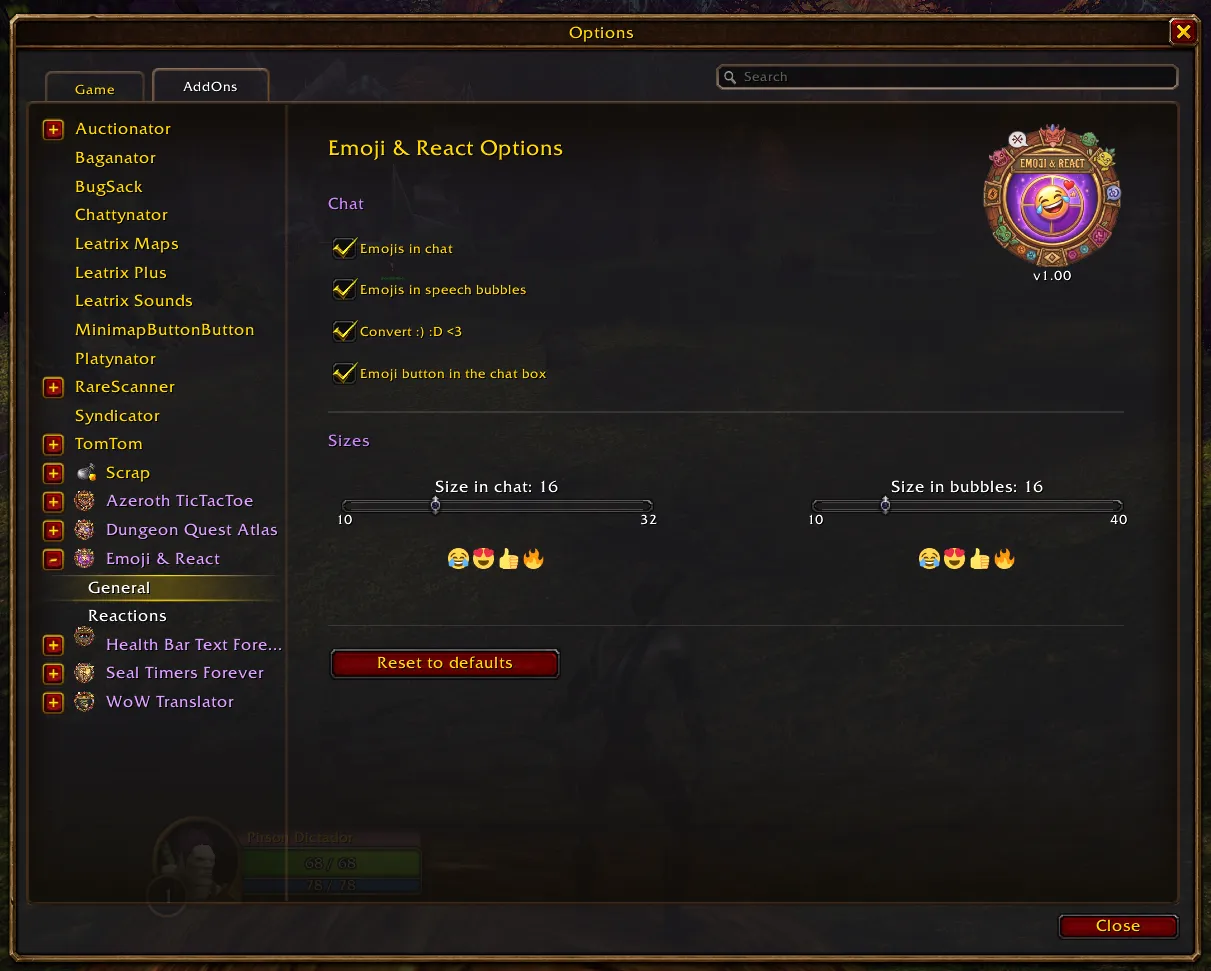 Options
Game
AddOns
Search
Auctionator
Baganator
BugSack
Chattynator
Leatrix Maps
Leatrix Plus
Leatrix Sounds
MinimapButtonButton
Platynator
RareScanner
Syndicator
TomTom
Scrap
Azeroth TicTacToe
Dungeon Quest Atlas
Emoji & React
General
Reactions
Health Bar Text Fore...
Seal Timers Forever
WoW Translator
Emoji & React Options
EMOJI & REACT
v1.00
Chat
Emojis in chat
Emojis in speech bubbles
Convert :) :D <3
Emoji button in the chat box
Sizes
Size in chat: 16
10
32
Size in bubbles: 16
10
40
😂😍👍🔥
😂😍👍🔥
Reset to defaults
Pirson Dictador
68 / 68
78 / 78
1
Close